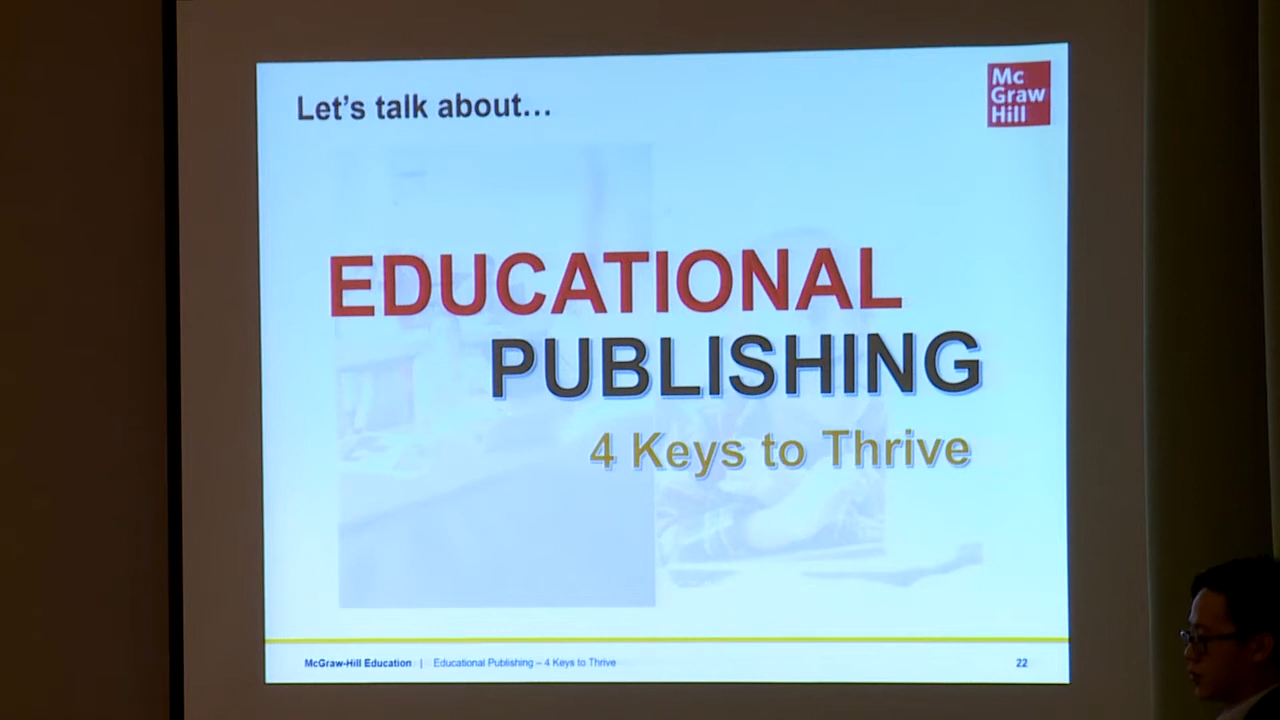 Let's talk about...
Mc
Graw
Hill
EDUCATIONAL
PUBLISHING
4 Keys to Thrive
McGraw-Hill Education | Educational Publishing – 4 Keys to Thrive 22